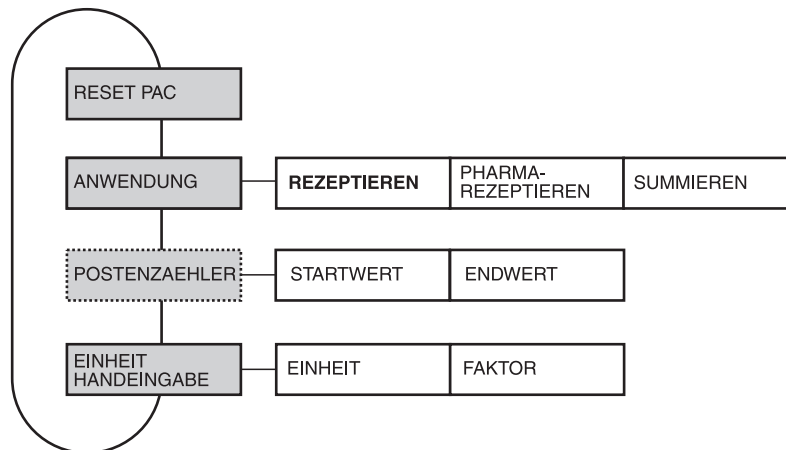 RESET PAC
ANWENDUNG
REZEPTIEREN
PHARMA-
REZEPTIEREN
SUMMIEREN
POSTENZAEHLER
STARTWERT
ENDWERT
EINHEIT
HANDEINGABE
EINHEIT
FAKTOR